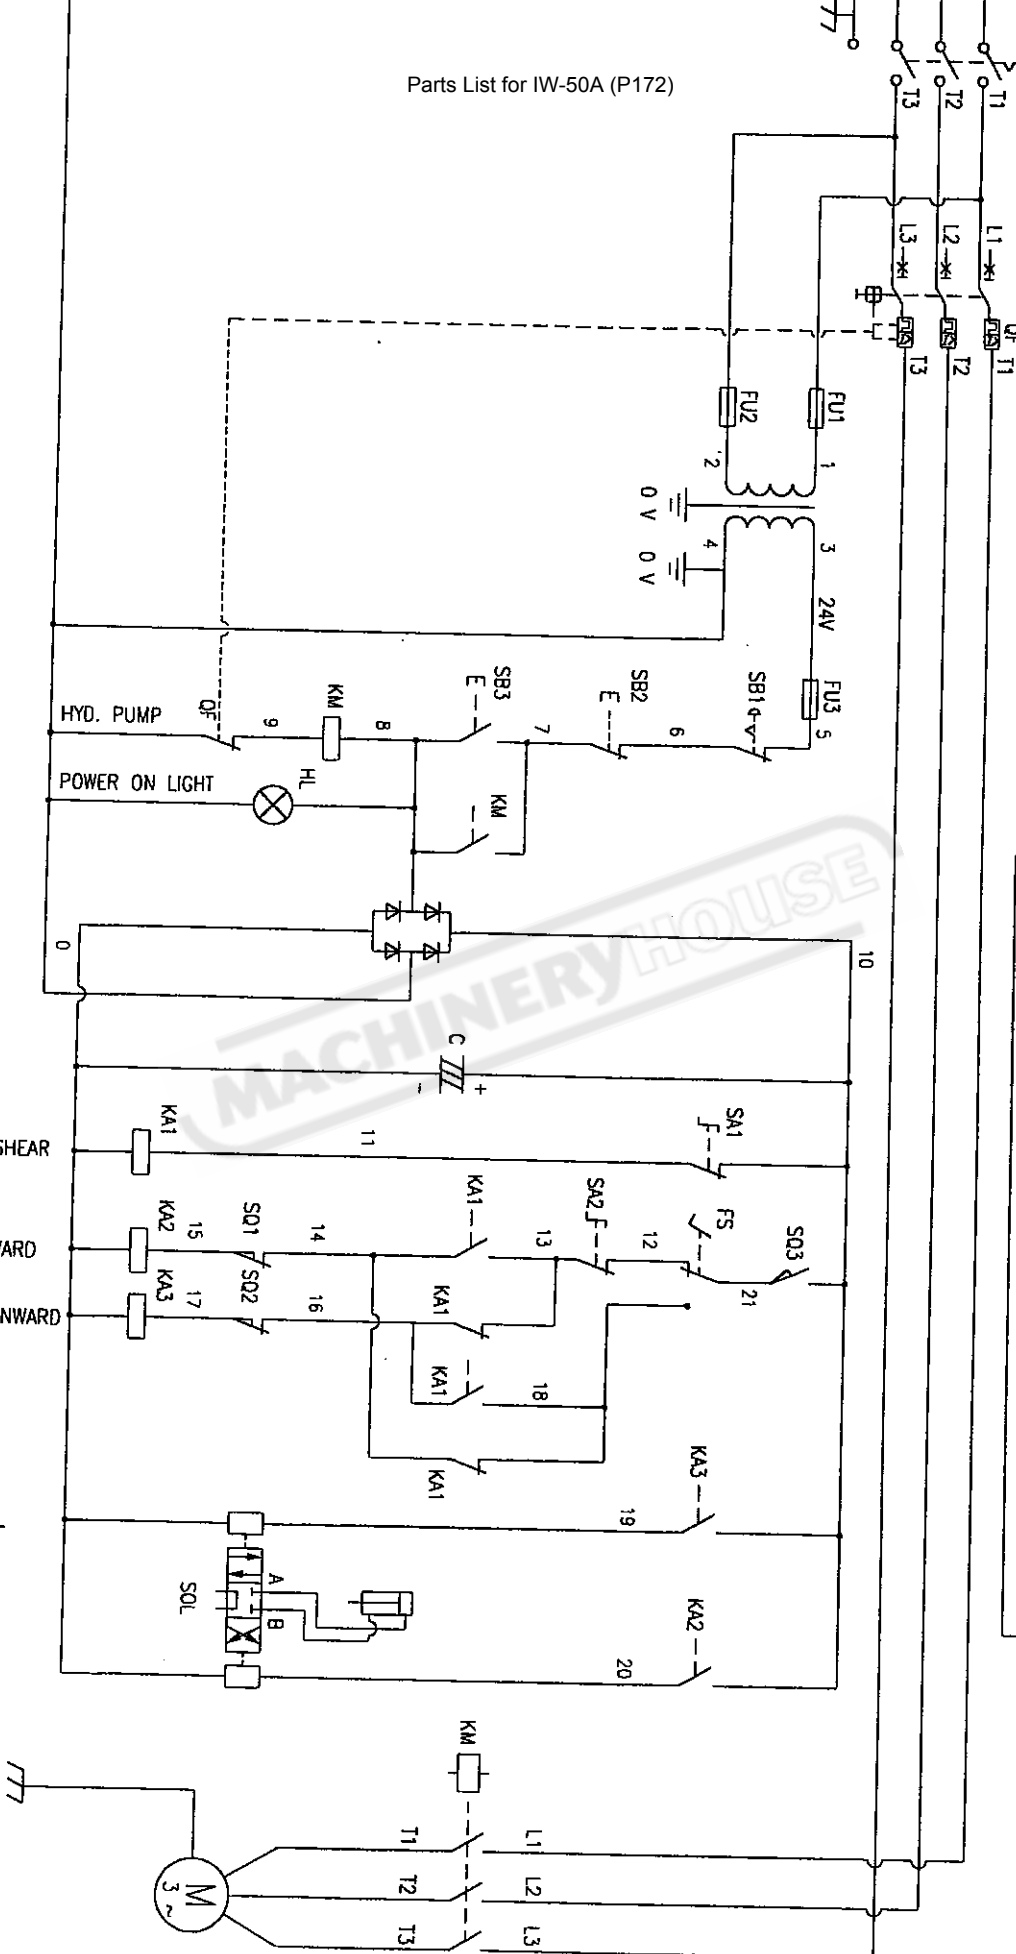 Parts List for IW-50A (P172)
T3
T2
T1
L3
L2
L1
T3
T2
T1
FU2
FU1
2
1
0 V
0 V
4
3
24V
FU3
5
SB1
6
SB2
7
SB3
8
KM
9
QF
HYD. PUMP
HL
POWER ON LIGHT
KM
0
10
C
-
+
SHEAR
KA1
11
SA1
KA2
15
SQ1
14
KA1
13
SA2
12
FS
21
SQ3
KA3
17
SQ2
16
KA1
KA1
18
KA1
19
KA3
SOL
A
B
20
KA2
KM
T1
L1
T2
L2
T3
L3
M
3 ~
MACHINERYHOUSE